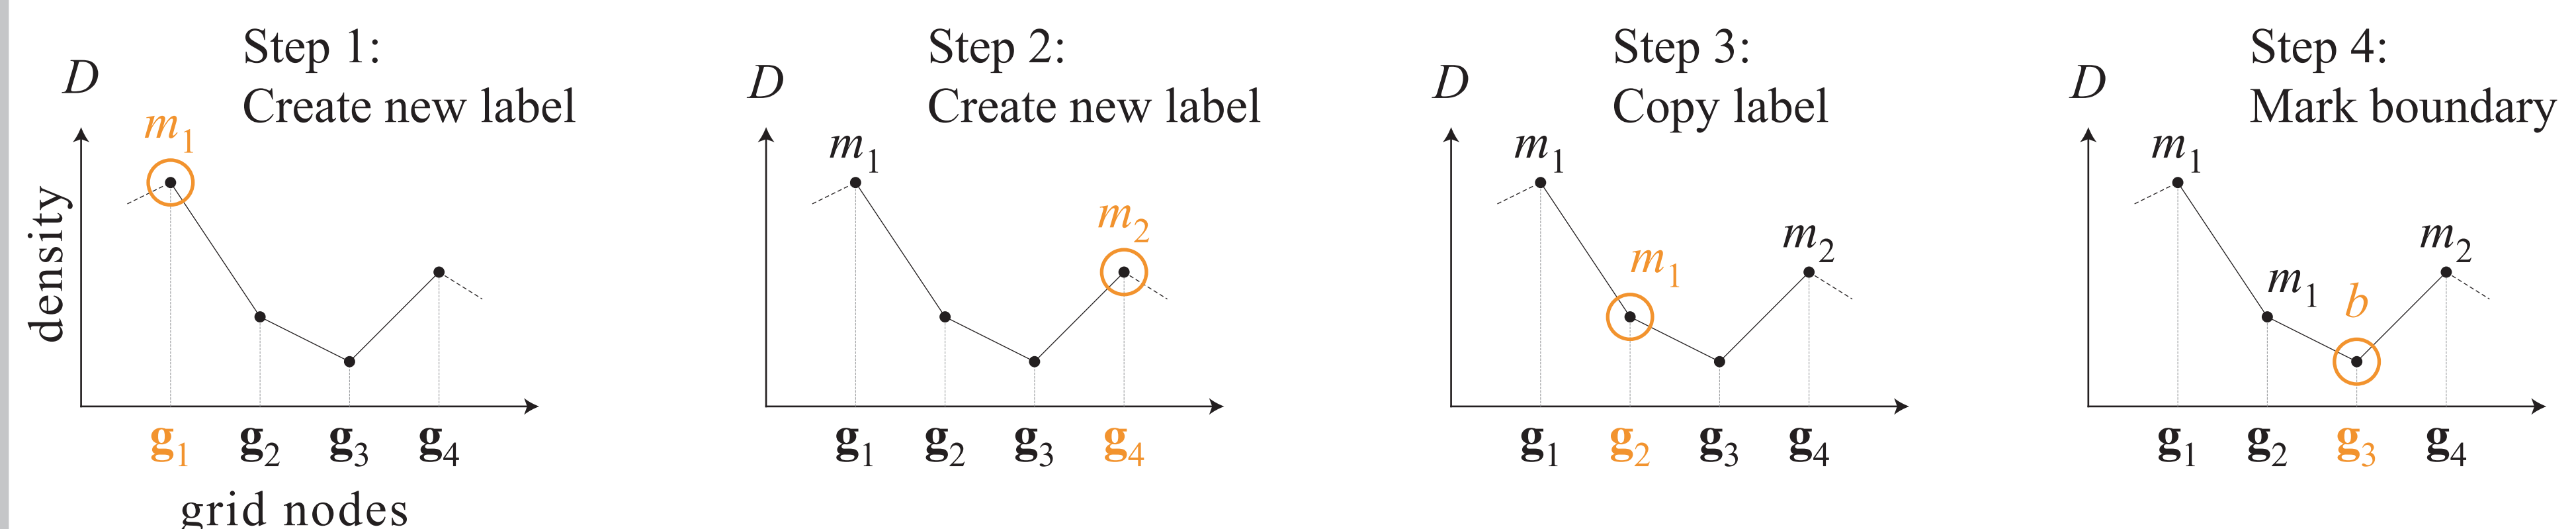 Step 1:
Create new label
D
m1
density
g1 g2 g3 g4
grid nodes
Step 2:
Create new label
D
m1
m2
g1 g2 g3 g4
Step 3:
Copy label
D
m1
m1
m2
g1 g2 g3 g4
Step 4:
Mark boundary
D
m1
m1
b
m2
g1 g2 g3 g4